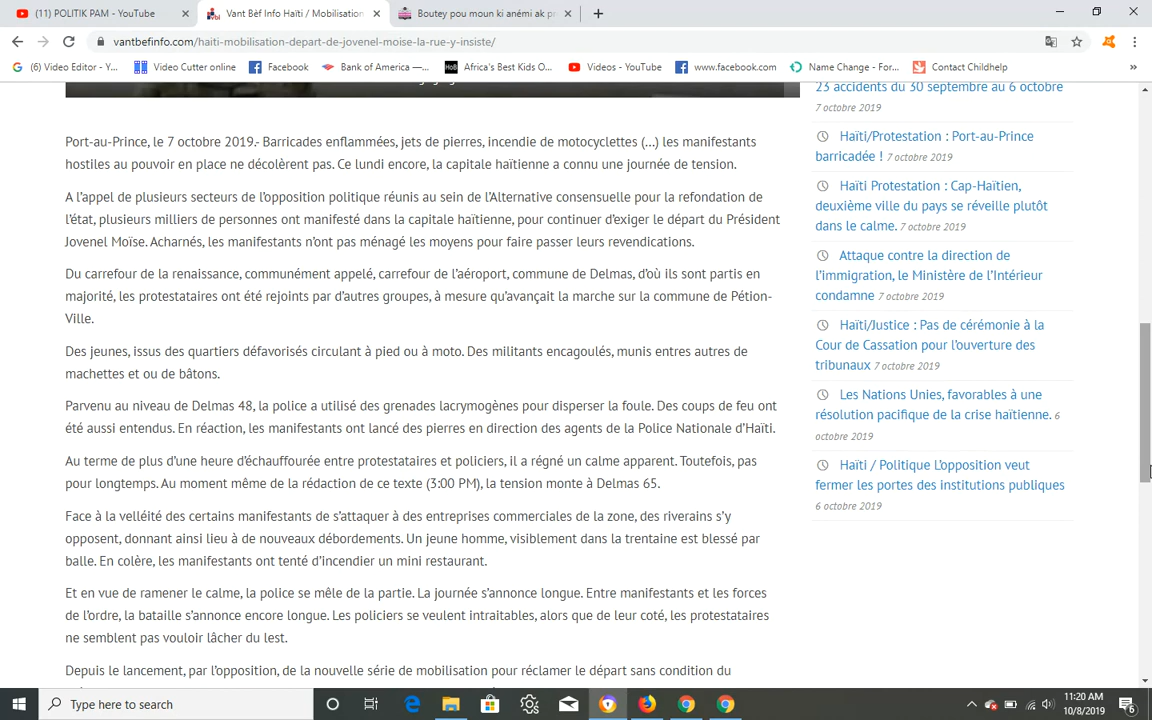 (11) POLITIK PAM - YouTube
Vant Bèf Info Haïti / Mobilisation
Boutey pou moun ki anémi ak pr
vantbefinfo.com/haiti-mobilisation-depart-de-jovenel-moise-la-rue-y-insiste/
(6) Video Editor - Y...
Video Cutter online
Facebook
Bank of America —...
Africa's Best Kids O...
Videos - YouTube
www.facebook.com
Name Change - For...
Contact Childhelp
»
Port-au-Prince, le 7 octobre 2019.- Barricades enflammées, jets de pierres, incendie de motocyclettes (...) les manifestants
hostiles au pouvoir en place ne décolèrent pas. Ce lundi encore, la capitale haïtienne a connu une journée de tension.
A l'appel de plusieurs secteurs de l'opposition politique réunis au sein de l'Alternative consensuelle pour la refondation de
l'état, plusieurs milliers de personnes ont manifesté dans la capitale haïtienne, pour continuer d'exiger le départ du Président
Jovenel Moïse. Acharnés, les manifestants n'ont pas ménagé les moyens pour faire passer leurs revendications.
Du carrefour de la renaissance, communément appelé, carrefour de l'aéroport, commune de Delmas, d'où ils sont partis en
majorité, les protestataires ont été rejoints par d'autres groupes, à mesure qu'avançait la marche sur la commune de Pétion-
Ville.
Des jeunes, issus des quartiers défavorisés circulant à pied ou à moto. Des militants encagoulés, munis entres autres de
machettes et ou de bâtons.
Parvenu au niveau de Delmas 48, la police a utilisé des grenades lacrymogènes pour disperser la foule. Des coups de feu ont
été aussi entendus. En réaction, les manifestants ont lancé des pierres en direction des agents de la Police Nationale d'Haïti.
Au terme de plus d'une heure d'échauffourée entre protestataires et policiers, il a régné un calme apparent. Toutefois, pas
pour longtemps. Au moment même de la rédaction de ce texte (3:00 PM), la tension monte à Delmas 65.
Face à la velléité des certains manifestants de s'attaquer à des entreprises commerciales de la zone, des riverains s'y
opposent, donnant ainsi lieu à de nouveaux débordements. Un jeune homme, visiblement dans la trentaine est blessé par
balle. En colère, les manifestants ont tenté d'incendier un mini restaurant.
Et en vue de ramener le calme, la police se mêle de la partie. La journée s'annonce longue. Entre manifestants et les forces
de l'ordre, la bataille s'annonce encore longue. Les policiers se veulent intraitables, alors que de leur coté, les protestataires
ne semblent pas vouloir lâcher du lest.
Depuis le lancement, par l'opposition, de la nouvelle série de mobilisation pour réclamer le départ sans condition du
23 accidents du 30 septembre au 6 octobre
7 octobre 2019
Haïti/Protestation : Port-au-Prince
barricadée ! 7 octobre 2019
Haïti Protestation : Cap-Haïtien,
deuxième ville du pays se réveille plutôt
dans le calme. 7 octobre 2019
Attaque contre la direction de
l'immigration, le Ministère de l'Intérieur
condamne 7 octobre 2019
Haïti/Justice : Pas de cérémonie à la
Cour de Cassation pour l'ouverture des
tribunaux 7 octobre 2019
Les Nations Unies, favorables à une
résolution pacifique de la crise haïtienne. 6
octobre 2019
Haïti / Politique L'opposition veut
fermer les portes des institutions publiques
6 octobre 2019
Type here to search
11:20 AM
10/8/2019
6